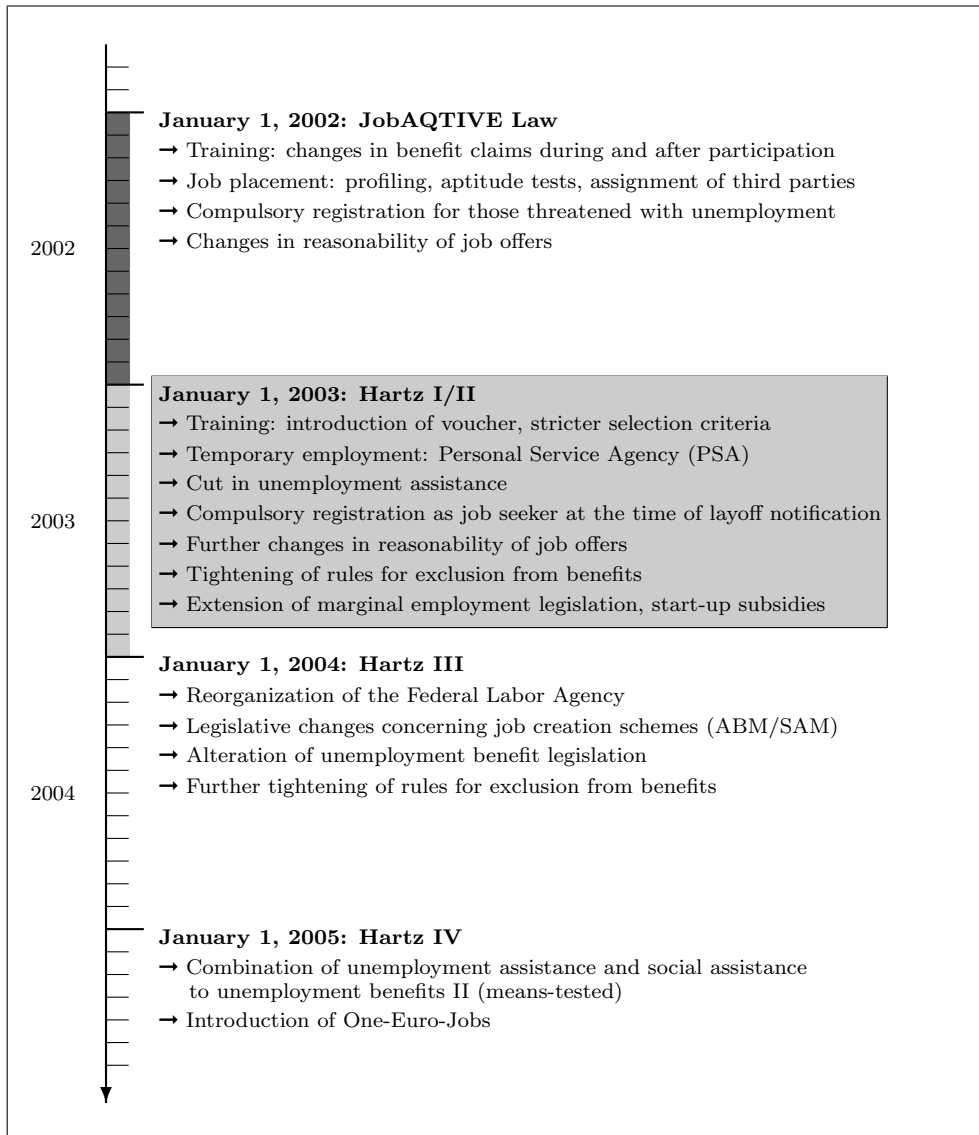 January 1, 2002: JobAQTIVE Law
➞ Training: changes in benefit claims during and after participation
➞ Job placement: profiling, aptitude tests, assignment of third parties
➞ Compulsory registration for those threatened with unemployment
➞ Changes in reasonability of job offers
2002
January 1, 2003: Hartz I/II
➞ Training: introduction of voucher, stricter selection criteria
➞ Temporary employment: Personal Service Agency (PSA)
➞ Cut in unemployment assistance
➞ Compulsory registration as job seeker at the time of layoff notification
2003
➞ Further changes in reasonability of job offers
➞ Tightening of rules for exclusion from benefits
➞ Extension of marginal employment legislation, start-up subsidies
January 1, 2004: Hartz III
➞ Reorganization of the Federal Labor Agency
➞ Legislative changes concerning job creation schemes (ABM/SAM)
➞ Alteration of unemployment benefit legislation
➞ Further tightening of rules for exclusion from benefits
2004
January 1, 2005: Hartz IV
➞ Combination of unemployment assistance and social assistance
to unemployment benefits II (means-tested)
➞ Introduction of One-Euro-Jobs